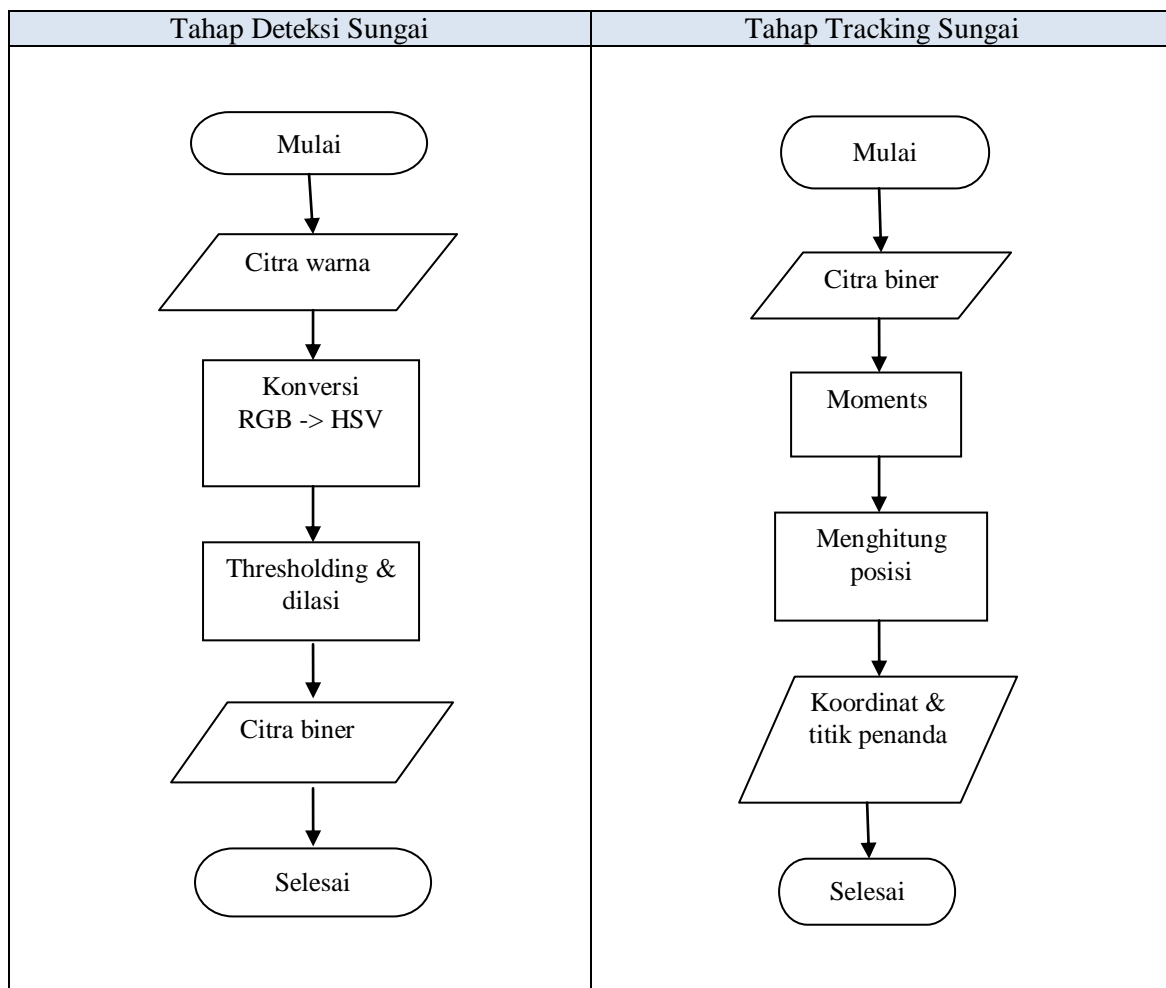 Tahap Deteksi Sungai
Mulai
Citra warna
Konversi
RGB -> HSV
Thresholding &
dilasi
Citra biner
Selesai
Tahap Tracking Sungai
Mulai
Citra biner
Moments
Menghitung
posisi
Koordinat &
titik penanda
Selesai